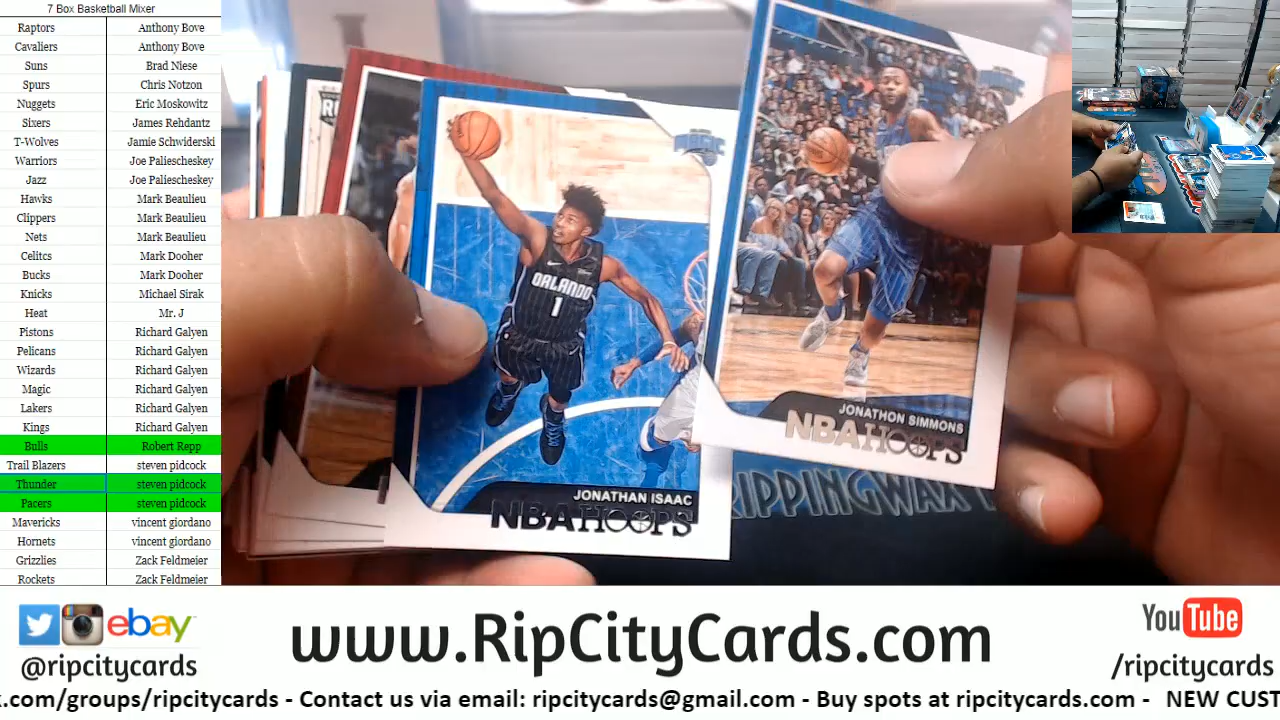 7 Box Basketball Mixer
Raptors Anthony Bove
Cavaliers Anthony Bove
Suns Brad Niese
Spurs Chris Notzon
Nuggets Eric Moskowitz
Sixers James Rehdantz
T-Wolves Jamie Schwiderski
Warriors Joe Paliescheskey
Jazz Joe Paliescheskey
Hawks Mark Beaulieu
Clippers Mark Beaulieu
Nets Mark Beaulieu
Celitcs Mark Dooher
Bucks Mark Dooher
Knicks Michael Sirak
Heat Mr. J
Pistons Richard Galyen
Pelicans Richard Galyen
Wizards Richard Galyen
Magic Richard Galyen
Lakers Richard Galyen
Kings Richard Galyen
Bulls Robert Repp
Trail Blazers steven pidcock
Thunder steven pidcock
Pacers steven pidcock
Mavericks vincent giordano
Hornets vincent giordano
Grizzlies Zack Feldmeier
Rockets Zack Feldmeier
MAGIC
ORLANDO
1
JONATHAN ISAAC
NBA HOOPS
JONATHON SIMMONS
NBA HOOPS
RIPPINGWAX
ebay
@ripcitycards
www.RipCityCards.com
YouTube
/ripcitycards
k.com/groups/ripcitycards - Contact us via email: ripcitycards@gmail.com - Buy spots at ripcitycards.com - NEW CUST